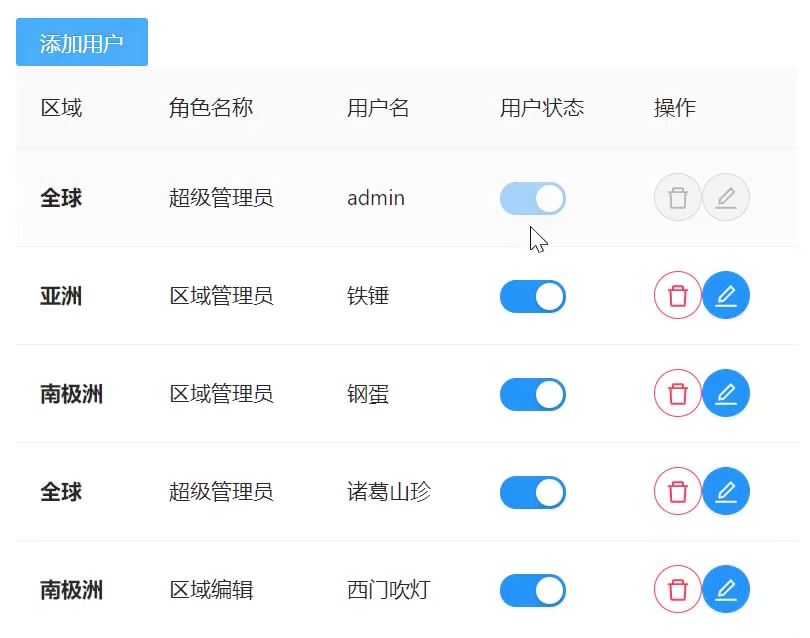 添加用户
区域 角色名称 用户名 用户状态 操作
全球 超级管理员 admin
亚洲 区域管理员 铁锤
南极洲 区域管理员 钢蛋
全球 超级管理员 诸葛山珍
南极洲 区域编辑 西门吹灯